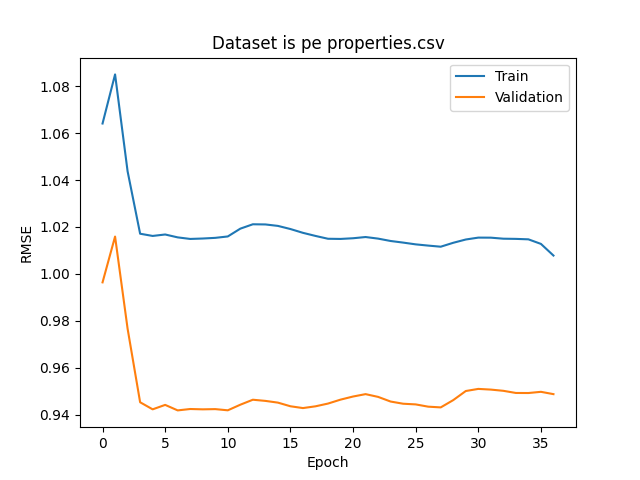 Dataset is pe properties.csv
Train
Validation
1.08
1.06
1.04
1.02
1.00
0.98
0.96
0.94
RMSE
0 5 10 15 20 25 30 35
Epoch